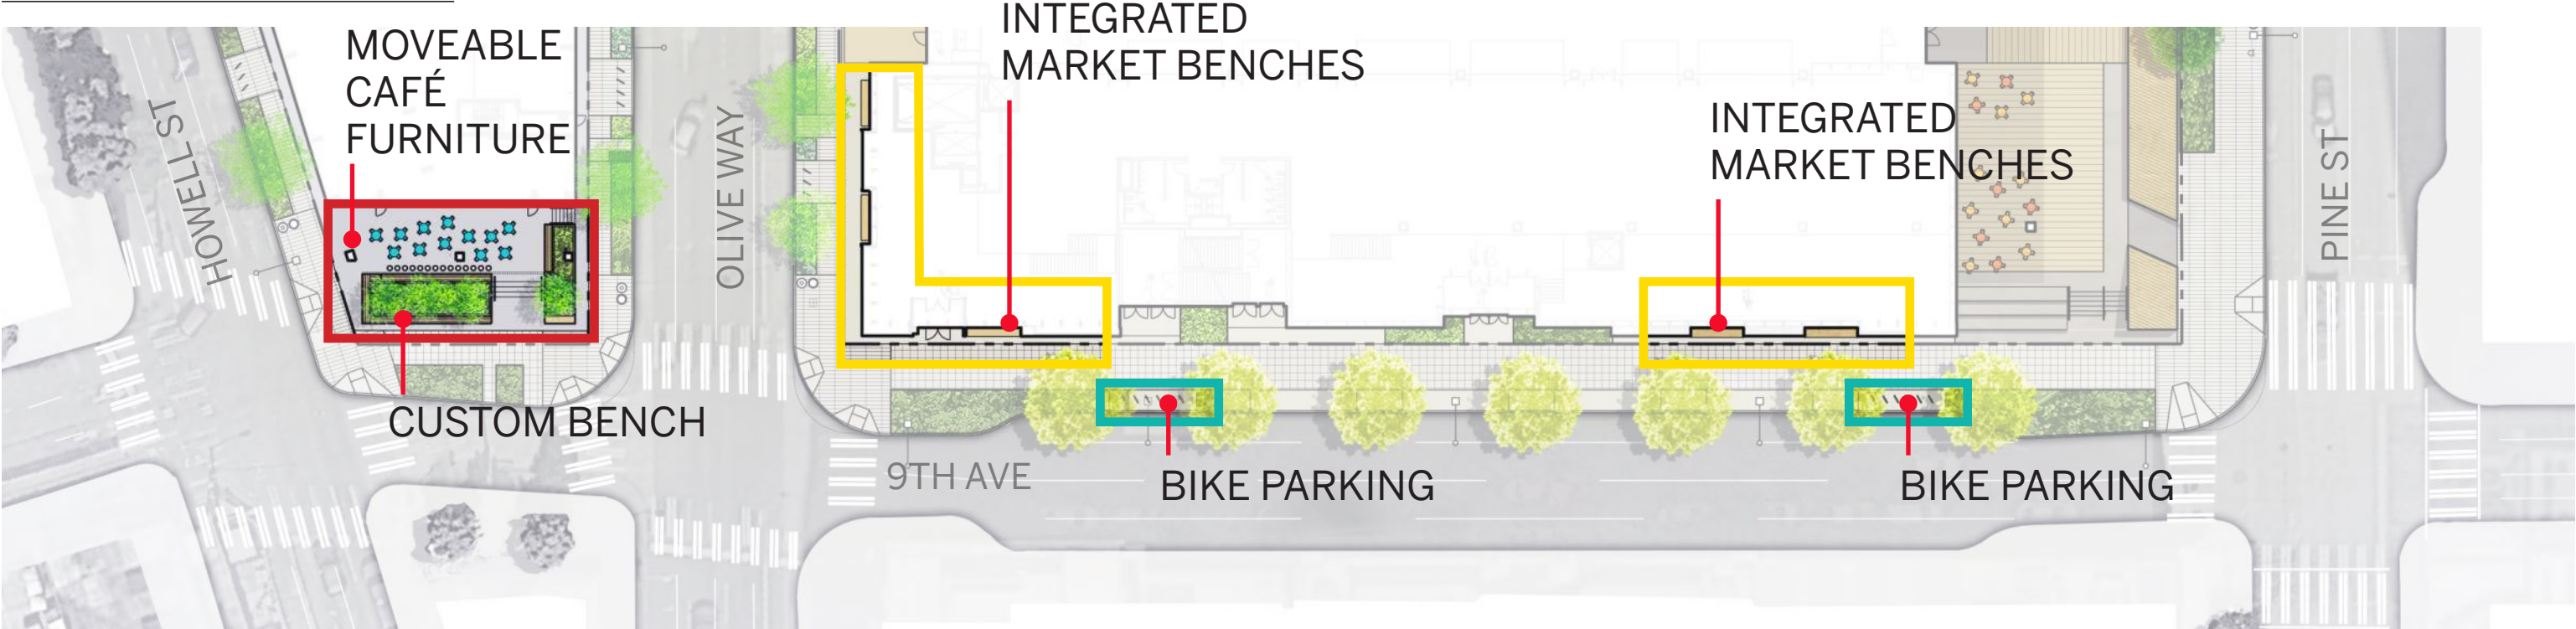 INTEGRATED
MARKET BENCHES
MOVEABLE
CAFÉ
FURNITURE
INTEGRATED
MARKET BENCHES
HOWELL ST
OLIVE WAY
PINE ST
CUSTOM BENCH
9TH AVE
BIKE PARKING
BIKE PARKING